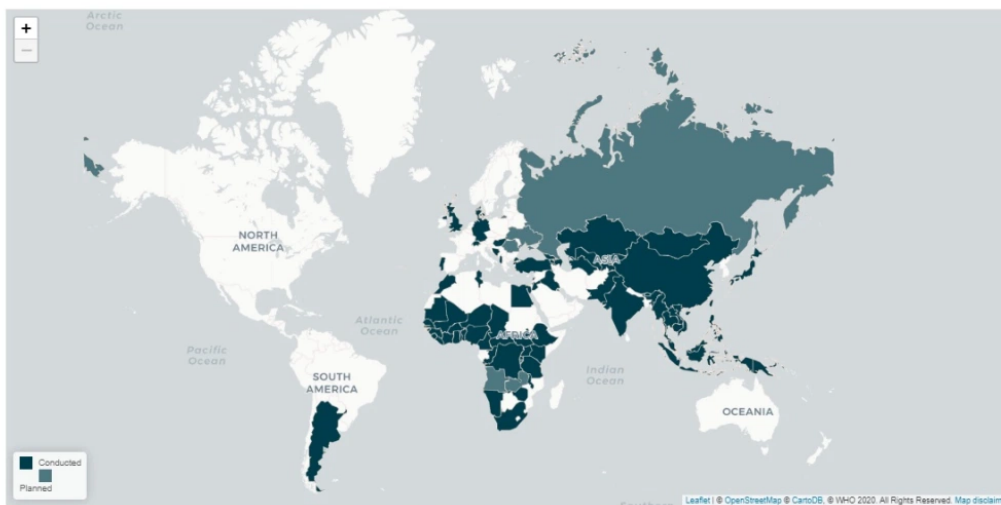 Arctic
Ocean
+
−
NORTH
AMERICA
ASIA
Atlantic
Ocean
AFRICA
Pacific
Ocean
SOUTH
AMERICA
Indian
Ocean
OCEANIA
Conducted
Planned
Southern
Leaflet | © OpenStreetMap © CartoDB, © WHO 2020. All Rights Reserved. Map disclaim